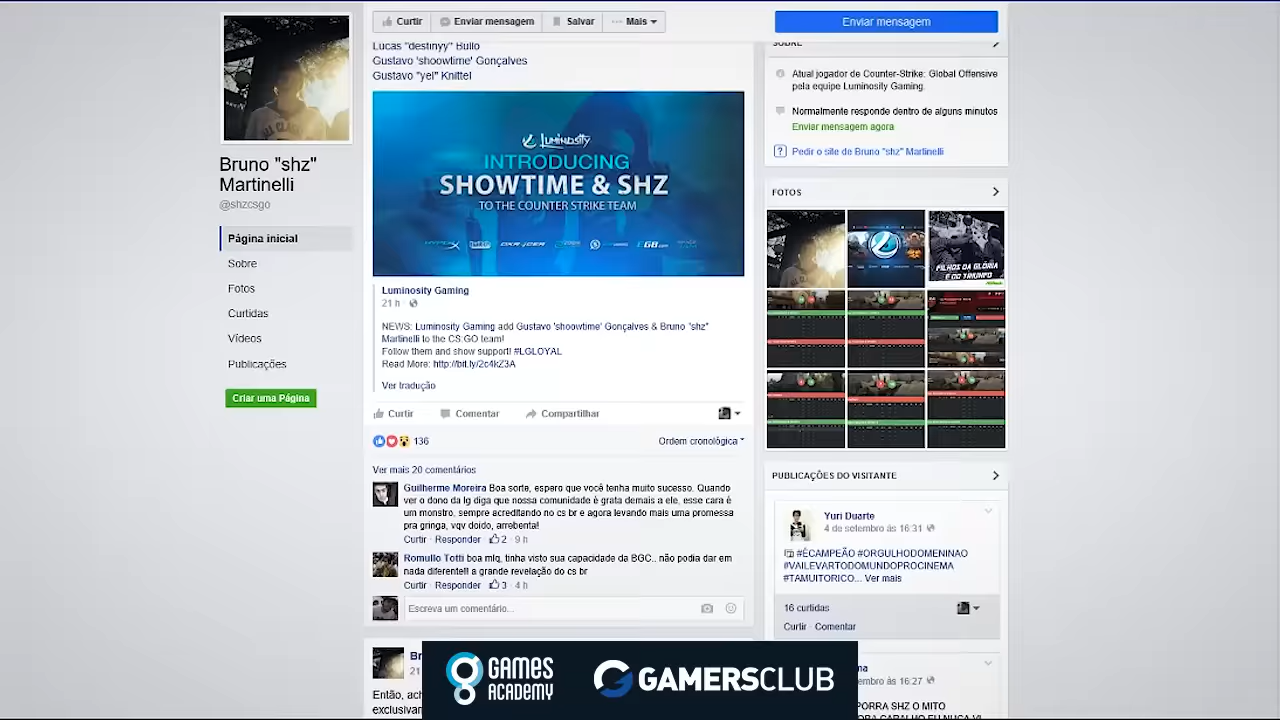 Curtir
Enviar mensagem
Salvar
Mais
Enviar mensagem
Bruno "shz"
Martinelli
@shzcsgo
Página inicial
Sobre
Fotos
Curtidas
Vídeos
Publicações
Criar uma Página
Lucas "destinyy" Bullo
Gustavo 'shoowtime' Gonçalves
Gustavo "yel" Knittel
LUMINOSITY
INTRODUCING
SHOWTIME & SHZ
TO THE COUNTER STRIKE TEAM
Luminosity Gaming
21 h
NEWS: Luminosity Gaming add Gustavo 'shoowtime' Gonçalves & Bruno "shz"
Martinelli to the CS:GO team!
Follow them and show support! #LGLOYAL
Read More: http://bit.ly/2c4kZ3A
Ver tradução
Curtir
Comentar
Compartilhar
136
Ordem cronológica
Ver mais 20 comentários
Guilherme Moreira Boa sorte, espero que você tenha muito sucesso. Quando
ver o dono da lg diga que nossa comunidade é grata demais a ele, esse cara é
um monstro, sempre acreditando no cs br e agora levando mais uma promessa
pra gringa, vqv doido, arrebenta!
Curtir · Responder · 2 · 9 h
Romullo Totti boa mlq, tinha visto sua capacidade da BGC.. não podia dar em
nada diferente!! a grande revelação do cs br
Curtir · Responder · 3 · 4 h
Escreva um comentário...
Br
21
Então, ach
exclusivam
SOBRE
Atual jogador de Counter-Strike: Global Offensive
pela equipe Luminosity Gaming.
Normalmente responde dentro de alguns minutos
Enviar mensagem agora
Pedir o site de Bruno "shz" Martinelli
FOTOS
FILHOS DA GLÓRIA
E DO TRIUNFO
PUBLICAÇÕES DO VISITANTE
Yuri Duarte
4 de setembro às 16:31
#ÉCAMPEÃO #ORGULHODOMENINAO
#VAILEVARTODOMUNDOPROCINEMA
#TAMUITORICO... Ver mais
16 curtidas
Curtir · Comentar
ma
embro às 16:27
PORRA SHZ O MITO
GAMES
ACADEMY
GAMERSCLUB